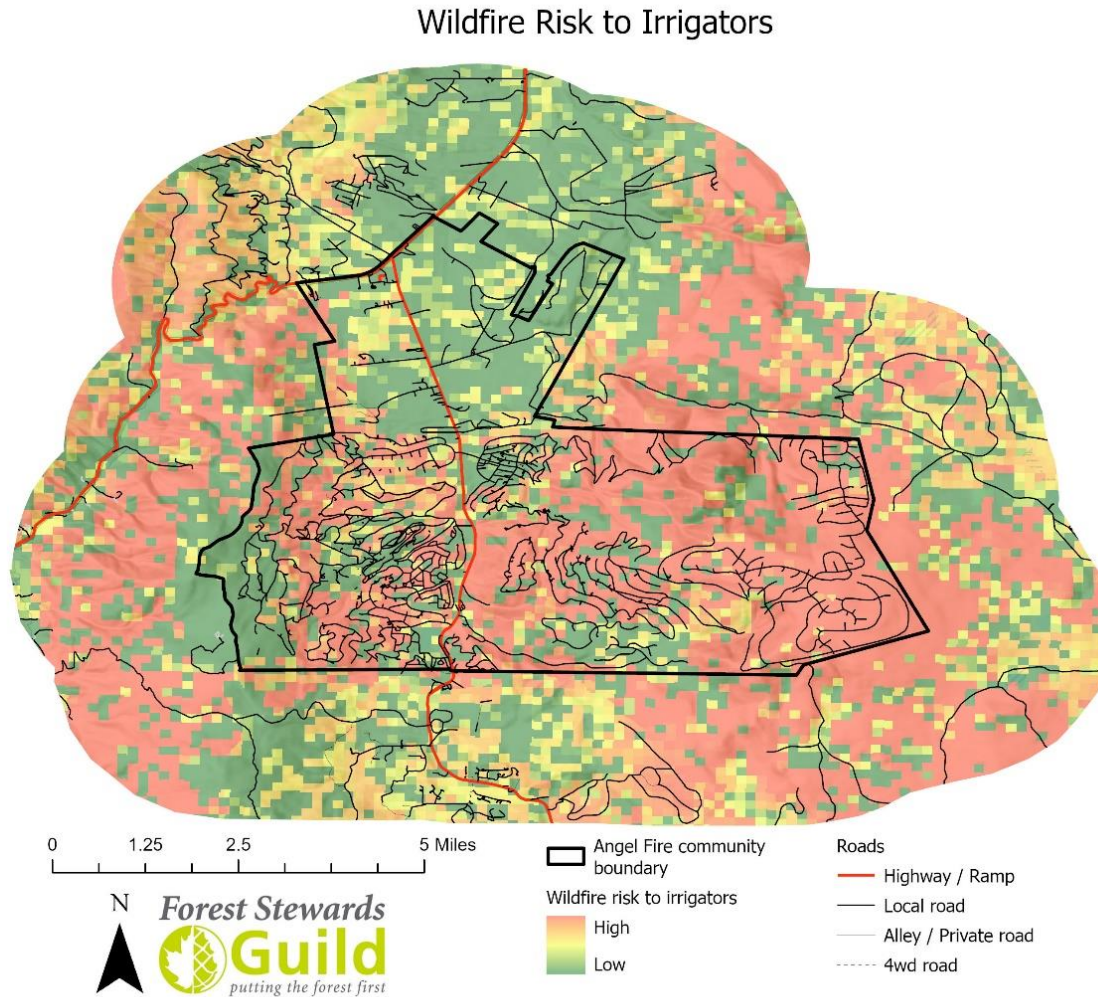 Wildfire Risk to Irrigators
0 1.25 2.5 5 Miles
N
Forest Stewards
Guild
putting the forest first
Angel Fire community
boundary
Wildfire risk to irrigators
High
Low
Roads
Highway / Ramp
Local road
Alley / Private road
4wd road